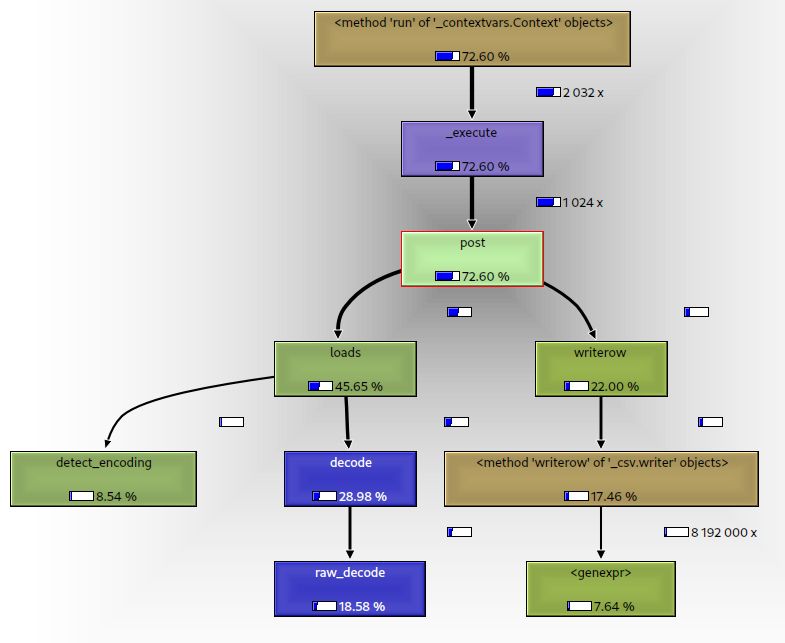 <method 'run' of '_contextvars.Context' objects>
72.60 %
2 032 x
_execute
72.60 %
1 024 x
post
72.60 %
loads
45.65 %
writerow
22.00 %
detect_encoding
8.54 %
decode
28.98 %
<method 'writerow' of '_csv.writer' objects>
17.46 %
8 192 000 x
raw_decode
18.58 %
<genexpr>
7.64 %